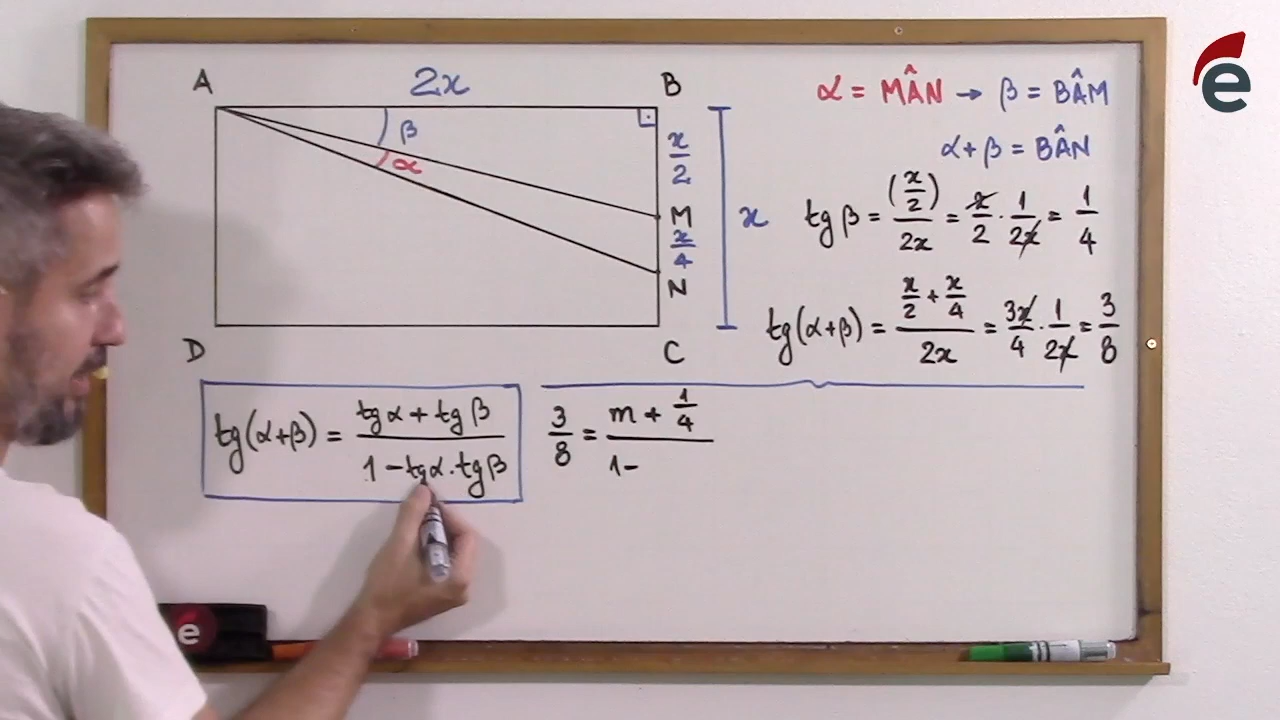 A 2x B
β
α
x/2
M
x/4
N
x
D C
α = MÂN → β = BÂM
α+β = BÂN
tg β = (x/2)/2x = x/2 · 1/2x = 1/4
tg(α+β) = (x/2 + x/4)/2x = 3x/4 · 1/2x = 3/8
tg(α+β) = (tg α + tg β)/(1 - tg α . tg β)
3/8 = (m + 1/4)/(1 -
e
e